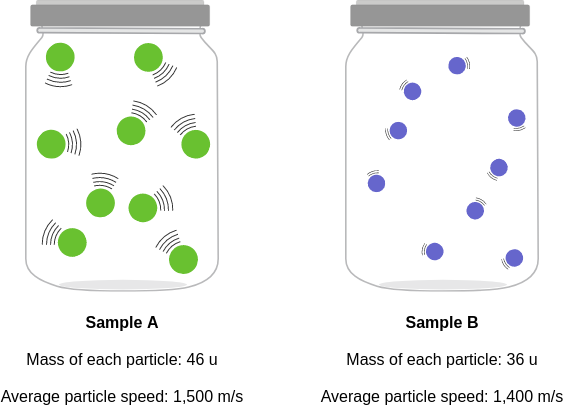 Sample A
Mass of each particle: 46 u
Average particle speed: 1,500 m/s
Sample B
Mass of each particle: 36 u
Average particle speed: 1,400 m/s